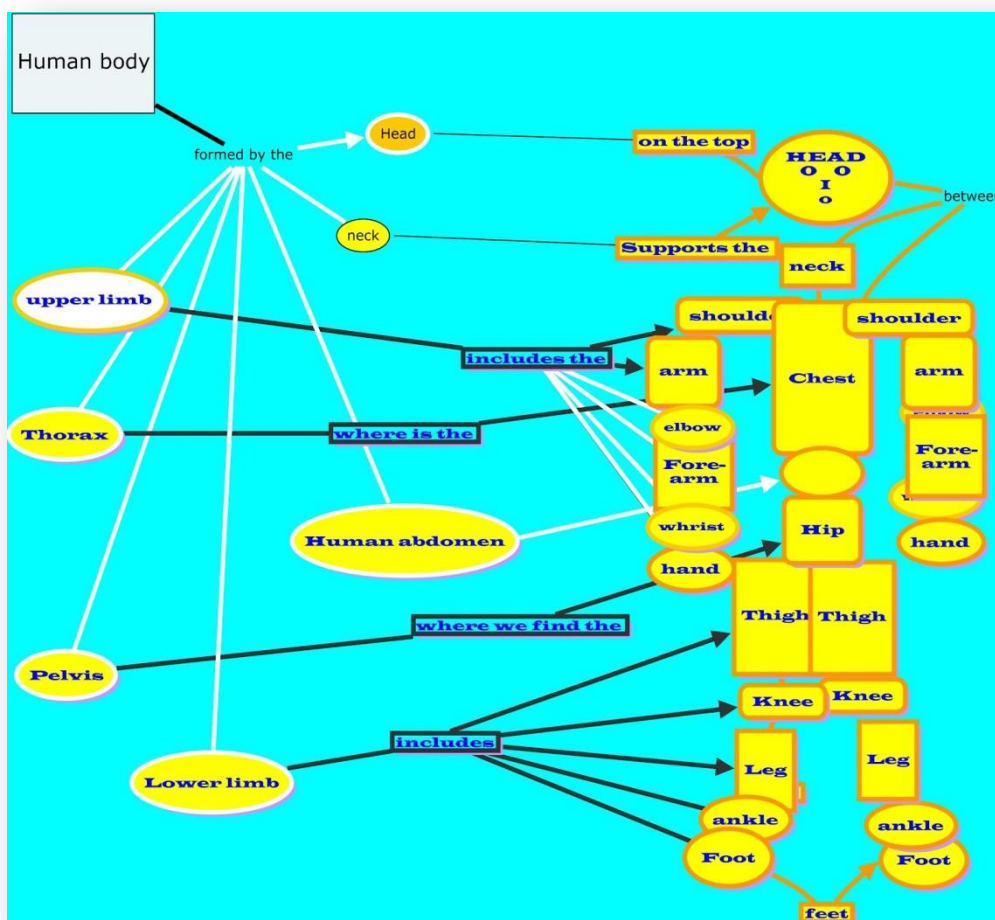 Human body
formed by the
Head
on the top
HEAD
O O
I
o
betwee
neck
Supports the
neck
upper limb
shoulde
shoulder
includes the
arm
arm
Chest
Thorax
where is the
elbow
Fore-
arm
Fore-
arm
Human abdomen
whrist
Hip
hand
hand
where we find the
Thigh
Thigh
Pelvis
Knee
Knee
includes
Leg
Leg
Lower limb
ankle
ankle
Foot
Foot
feet